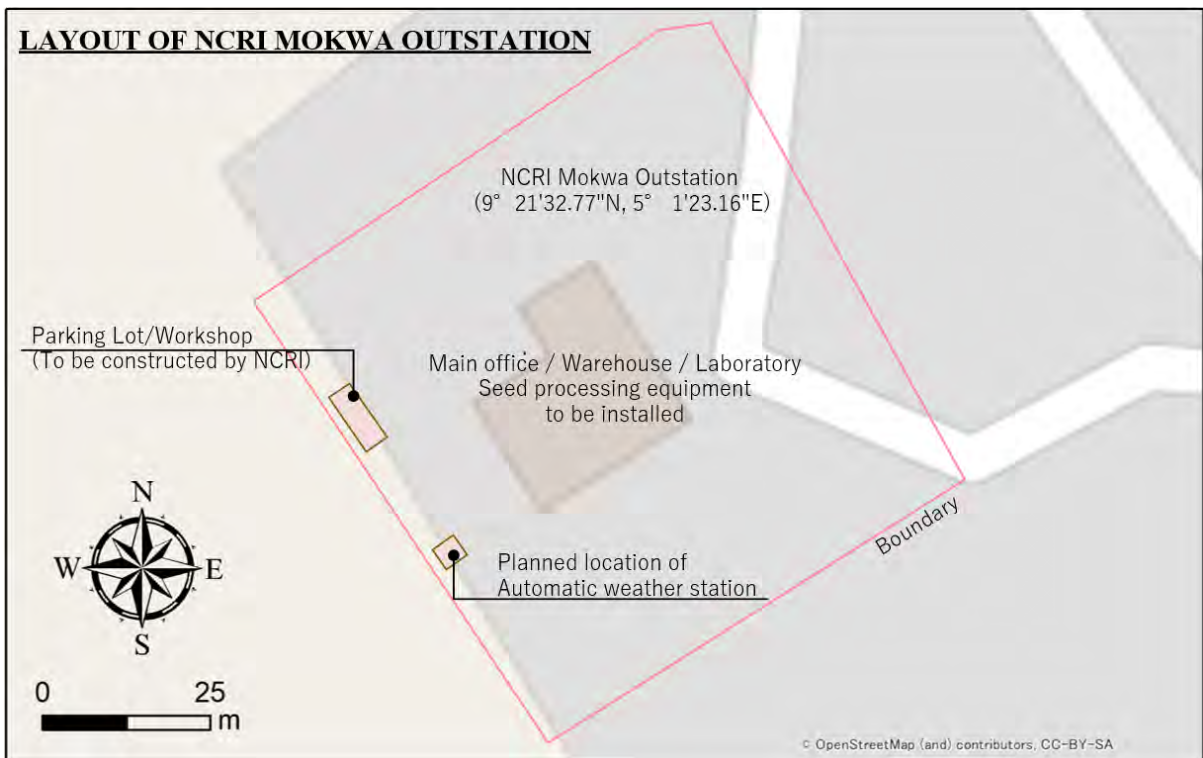 LAYOUT OF NCRI MOKWA OUTSTATION
NCRI Mokwa Outstation
(9° 21'32.77"N, 5° 1'23.16"E)
Parking Lot/Workshop
(To be constructed by NCRI)
Main office / Warehouse / Laboratory
Seed processing equipment
to be installed
Boundary
Planned location of
Automatic weather station
N
W
E
S
0
25
m
© OpenStreetMap (and) contributors, CC-BY-SA